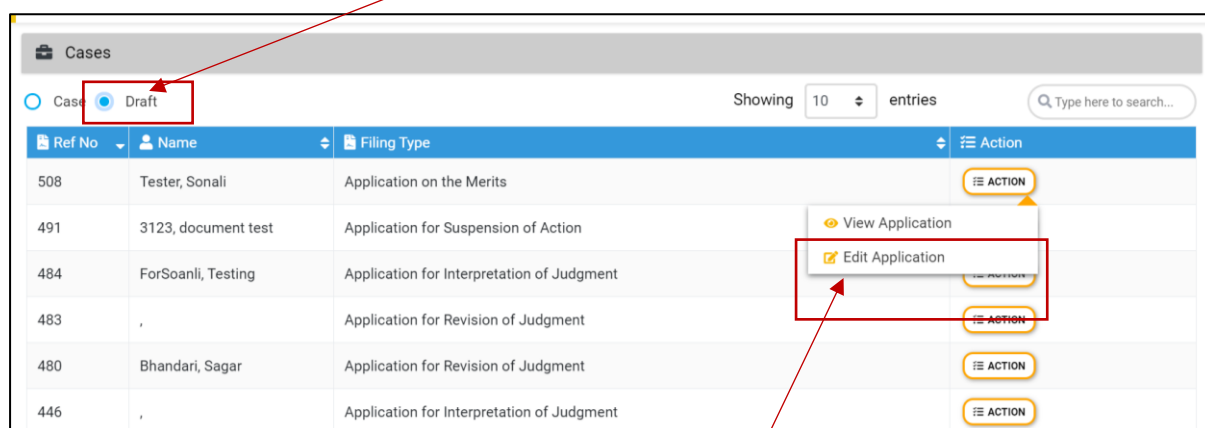 Cases
Case Draft Showing 10 entries Type here to search...
Ref No Name Filing Type Action
508 Tester, Sonali Application on the Merits ACTION
View Application
491 3123, document test Application for Suspension of Action
Edit Application
484 ForSoanli, Testing Application for Interpretation of Judgment ACTION
483 , Application for Revision of Judgment ACTION
480 Bhandari, Sagar Application for Revision of Judgment ACTION
446 , Application for Interpretation of Judgment ACTION